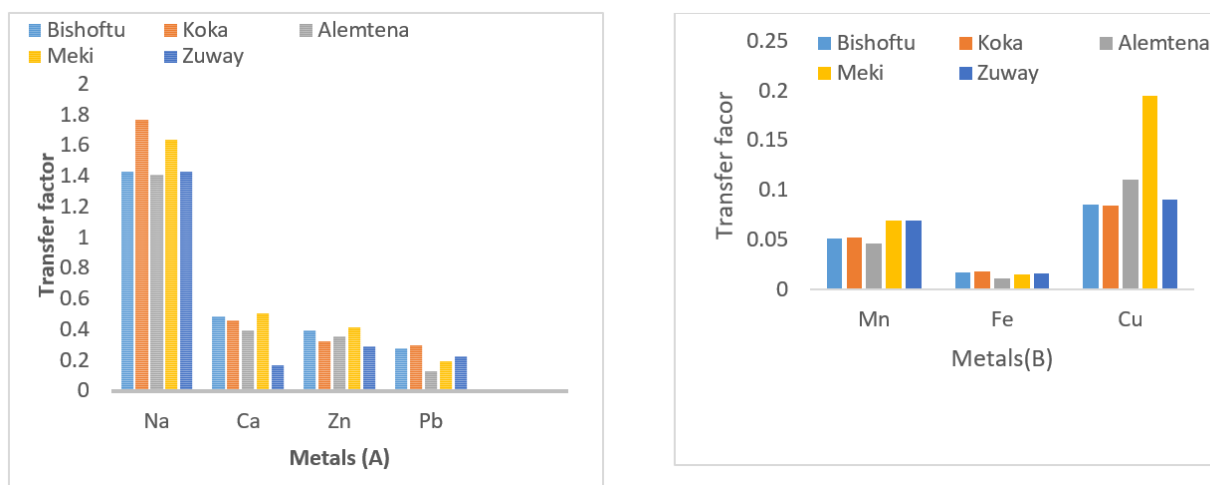 Bishoftu Koka Alemtena
Meki Zuway
2
1.8
1.6
1.4
1.2
1
0.8
0.6
0.4
0.2
0
Transfer factor
Na Ca Zn Pb
Metals (A)
0.25
Bishoftu Koka Alemtena
0.2
Meki Zuway
0.15
0.1
0.05
0
Transfer facor
Mn Fe Cu
Metals(B)